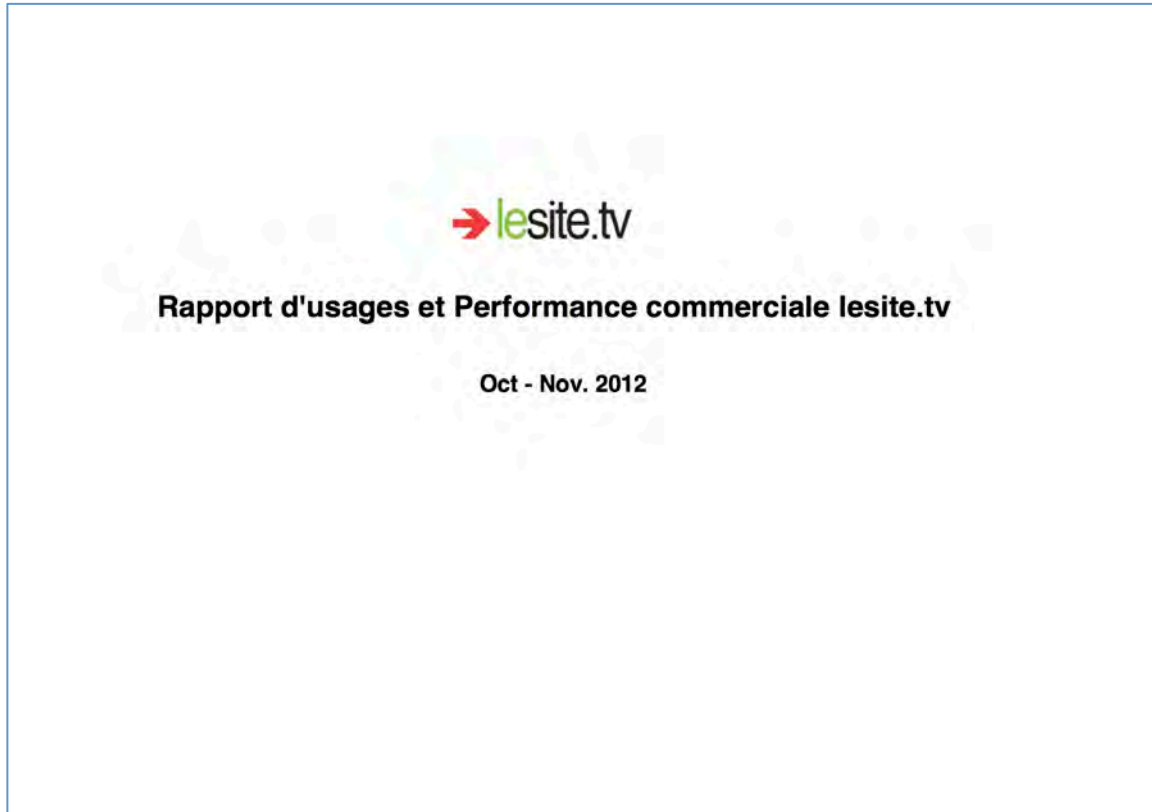 lesite.tv
Rapport d'usages et Performance commerciale lesite.tv
Oct - Nov. 2012